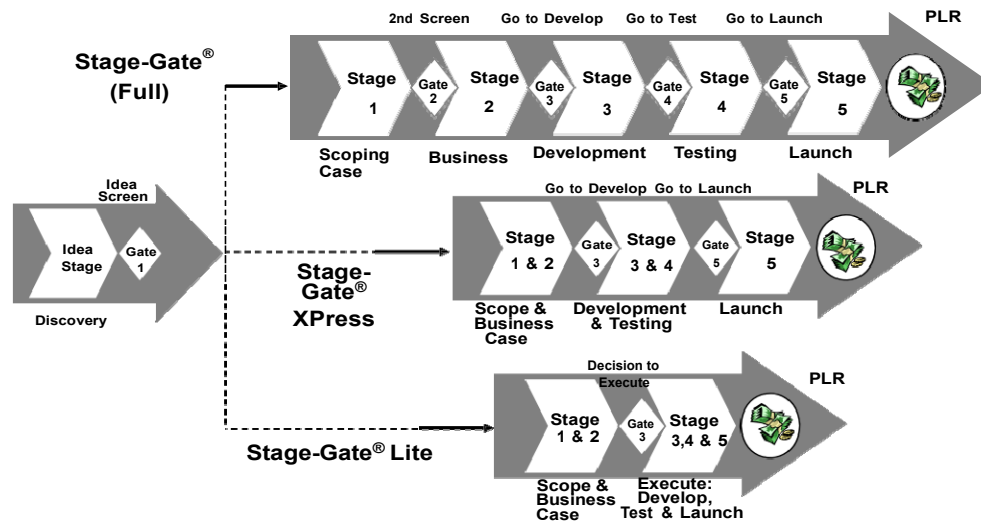 2nd Screen Go to Develop Go to Test Go to Launch PLR
Stage-Gate®
(Full)
Stage
1
Gate
2
Stage
2
Gate
3
Stage
3
Gate
4
Stage
4
Gate
5
Stage
5
Scoping
Case
Business
Development
Testing
Launch
Idea
Screen
Idea
Stage
Gate
1
Discovery
Go to Develop Go to Launch PLR
Stage-
Gate®
XPress
Stage
1 & 2
Gate
3
Stage
3 & 4
Gate
5
Stage
5
Scope &
Business
Case
Development
& Testing
Launch
Decision to
Execute
PLR
Stage-Gate® Lite
Stage
1 & 2
Gate
3
Stage
3,4 & 5
Scope &
Business
Case
Execute:
Develop,
Test & Launch